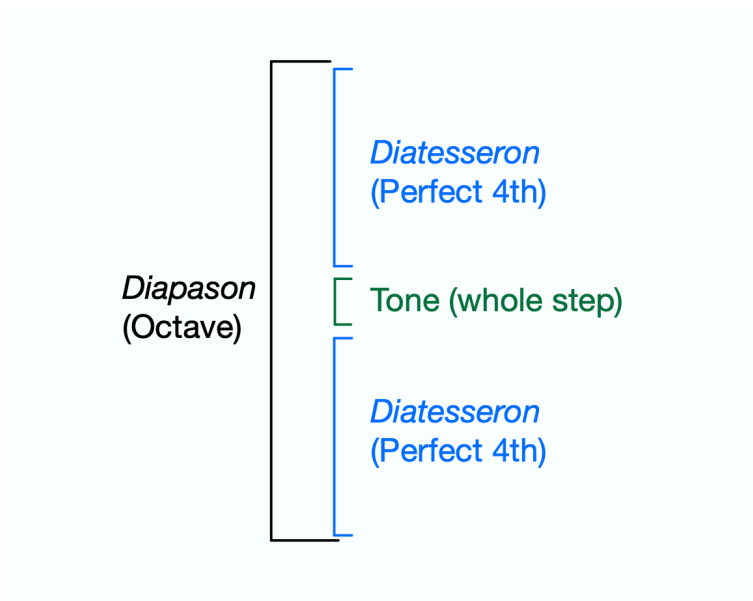 Diatesseron
(Perfect 4th)
Diapason
(Octave)
Tone (whole step)
Diatesseron
(Perfect 4th)